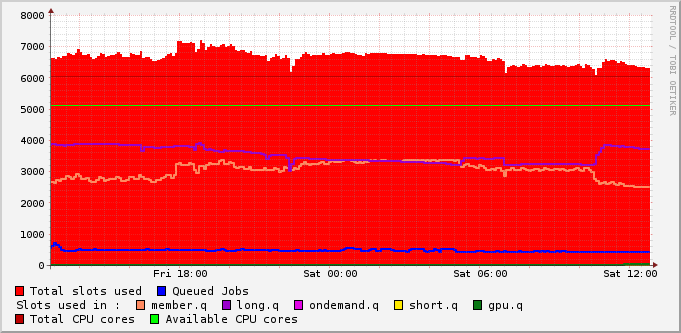 8000
7000
6000
5000
4000
3000
2000
1000
0
Fri 18:00 Sat 00:00 Sat 06:00 Sat 12:00
RRDTOOL / TOBI OETIKER
Total slots used Queued Jobs
Slots used in : member.q long.q ondemand.q short.q gpu.q
Total CPU cores Available CPU cores